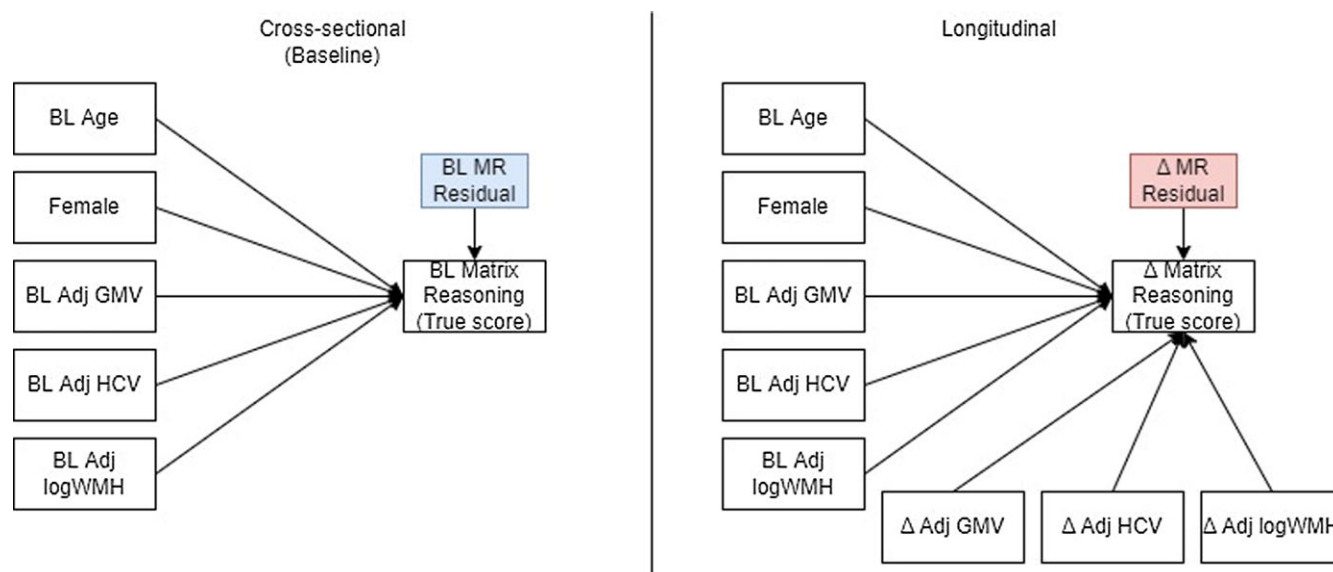 Cross-sectional
(Baseline)
BL Age
Female
BL Adj GMV
BL Adj HCV
BL Adj
logWMH
BL MR
Residual
BL Matrix
Reasoning
(True score)
Longitudinal
BL Age
Female
BL Adj GMV
BL Adj HCV
BL Adj
logWMH
Δ MR
Residual
Δ Matrix
Reasoning
(True score)
Δ Adj GMV
Δ Adj HCV
Δ Adj logWMH